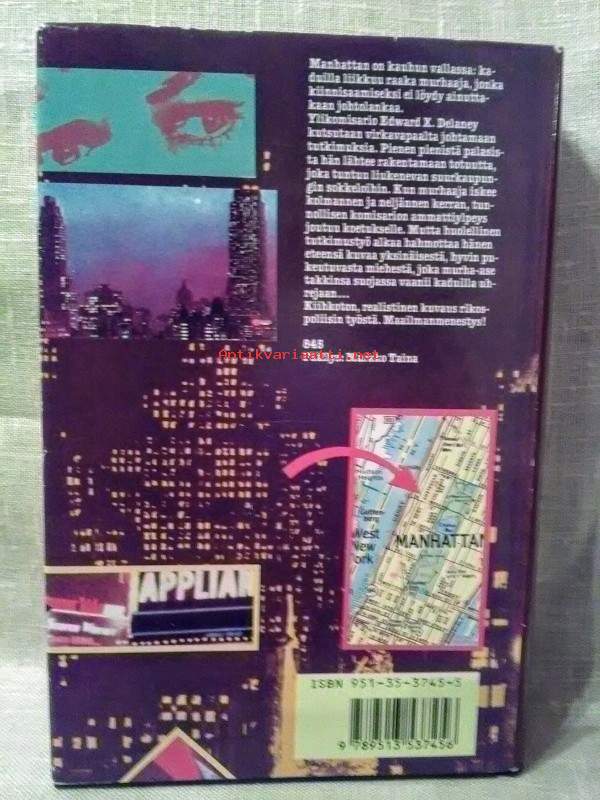 Manhattan on kauhun vallassa: ka-
duilla liikkuu raaka murhaaja, jonka
kiinnisaamiseksi ei löydy ainutta-
kaan johtolankaa.
Ylikomisario Edward X. Delaney
kutsutaan virkavapaalta johtamaan
tutkimuksia. Pienen pienistä palasis-
ta hän lähtee rakentamaan totuutta,
joka tuntuu liukenevan suurkaupun-
gin sokkeloihin. Kun murhaaja iskee
kolmannen ja neljännen kerran, tun-
nollisen komisarion ammattiylpeys
joutuu koetukselle. Mutta huolellinen
tutkimustyö alkaa hahmottaa hänen
eteensä kuvaa yksinäisestä, hyvin pu-
keutuvasta miehestä, joka murha-ase
takkinsa suojassa vaanii kaduilla uh-
rejaan....
Kiihkoton, realistinen kuvaus rikos-
poliisin työstä. Maailmanmenestys!
845
Antikvariaatti.net
Markko Taina
Gutten-
berg
West
New
York
MANHATTAN
APPLIAN
ISBN 951-35-3745-5
9 789513 537456